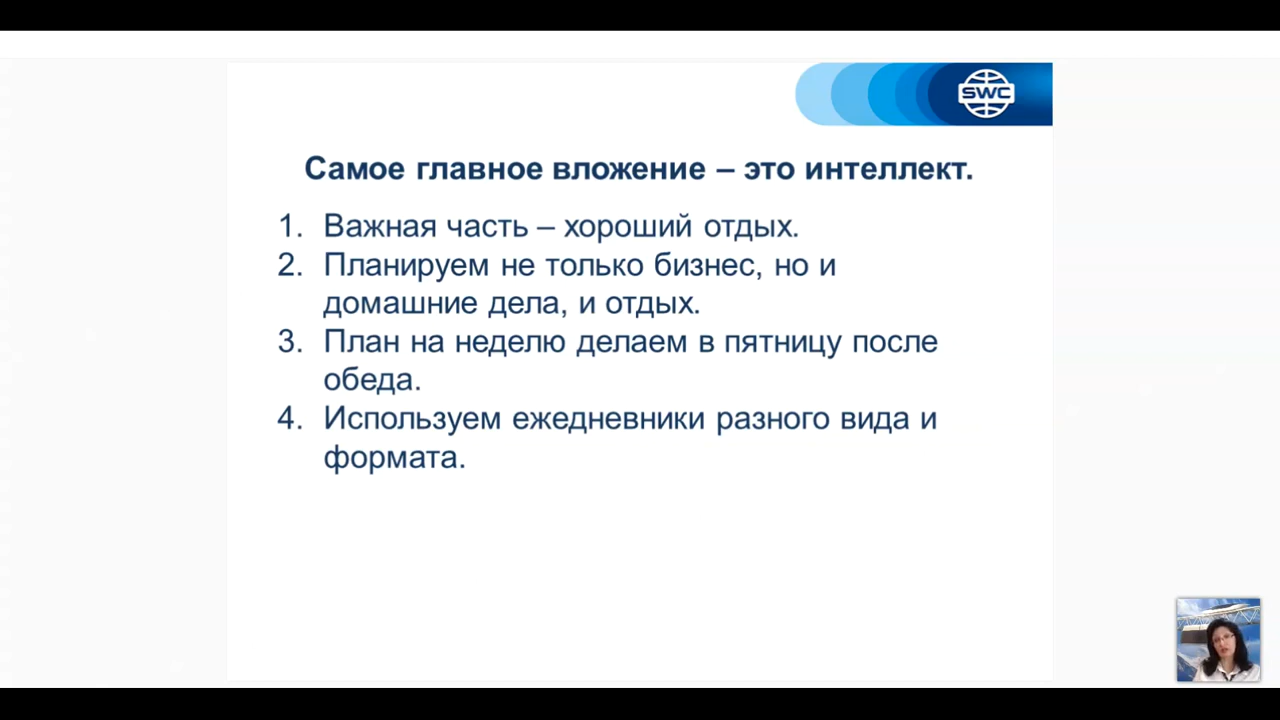 SWC
Самое главное вложение – это интеллект.
1. Важная часть – хороший отдых.
2. Планируем не только бизнес, но и
домашние дела, и отдых.
3. План на неделю делаем в пятницу после
обеда.
4. Используем ежедневники разного вида и
формата.